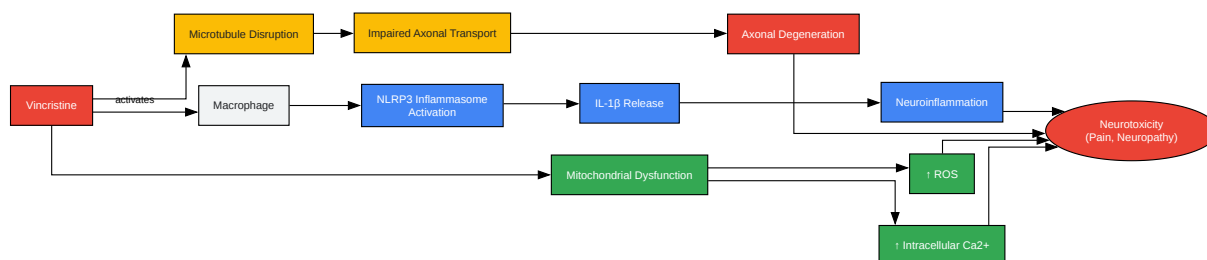 Microtubule Disruption
Impaired Axonal Transport
Axonal Degeneration
Vincristine
activates
Macrophage
NLRP3 Inflammasome
Activation
IL-1β Release
Neuroinflammation
Neurotoxicity
(Pain, Neuropathy)
Mitochondrial Dysfunction
↑ ROS
↑ Intracellular Ca2+